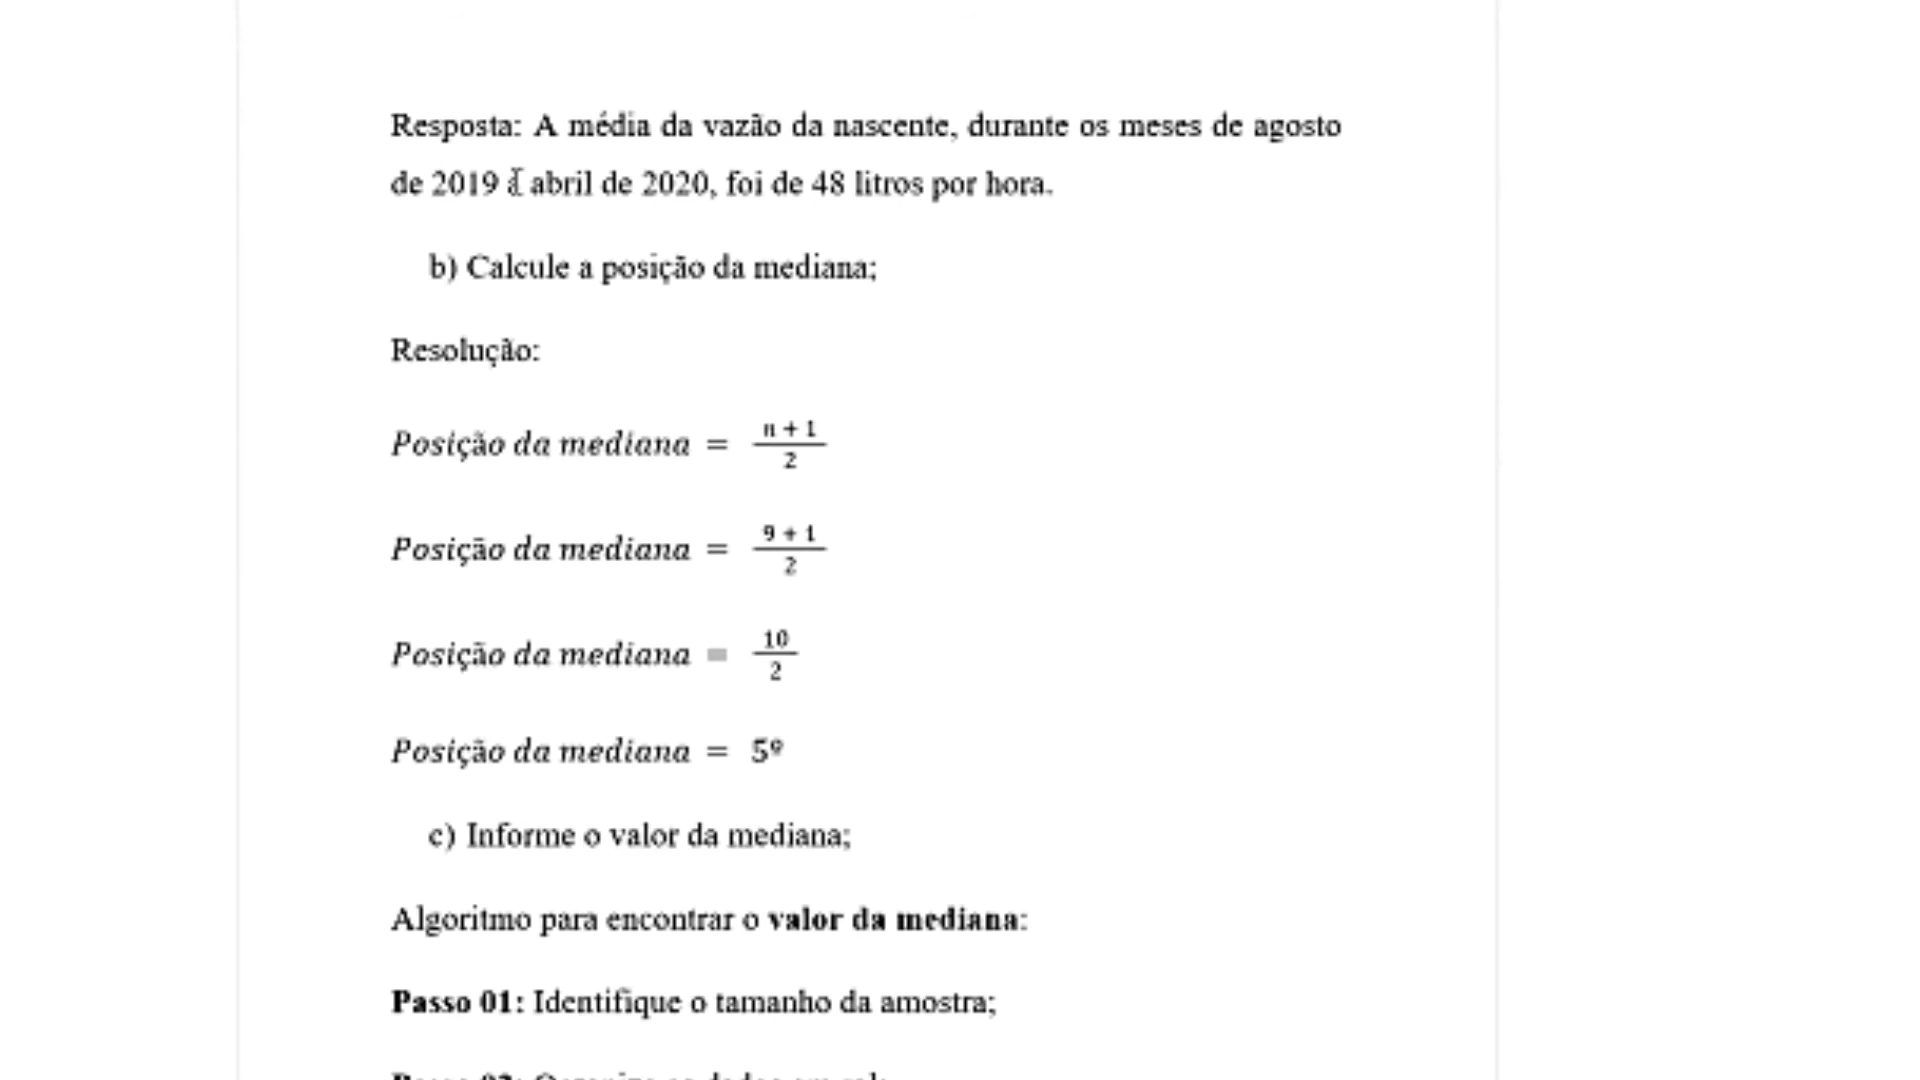 Resposta: A média da vazão da nascente, durante os meses de agosto
de 2019 a abril de 2020, foi de 48 litros por hora.
b) Calcule a posição da mediana;
Resolução:
Posição da mediana = n + 1 / 2
Posição da mediana = 9 + 1 / 2
Posição da mediana = 10 / 2
Posição da mediana = 5º
c) Informe o valor da mediana;
Algoritmo para encontrar o valor da mediana:
Passo 01: Identifique o tamanho da amostra;